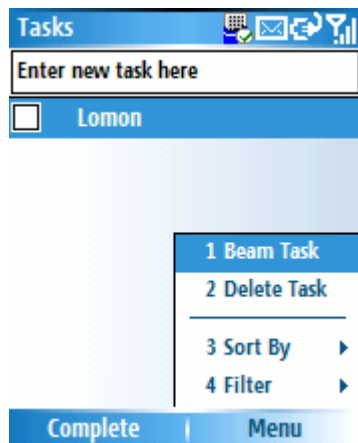 Tasks
Enter new task here
Lomon
1 Beam Task
2 Delete Task
3 Sort By
4 Filter
Complete Menu